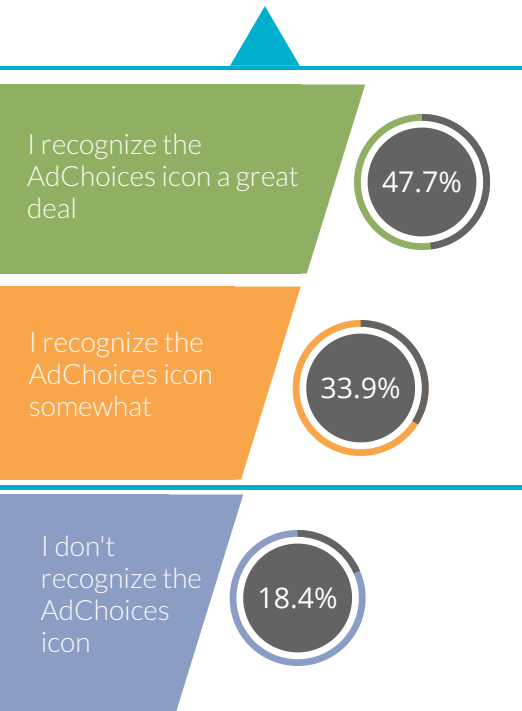 I recognize the
AdChoices icon a great
deal
47.7%
I recognize the
AdChoices icon
somewhat
33.9%
I don't
recognize the
AdChoices
icon
18.4%